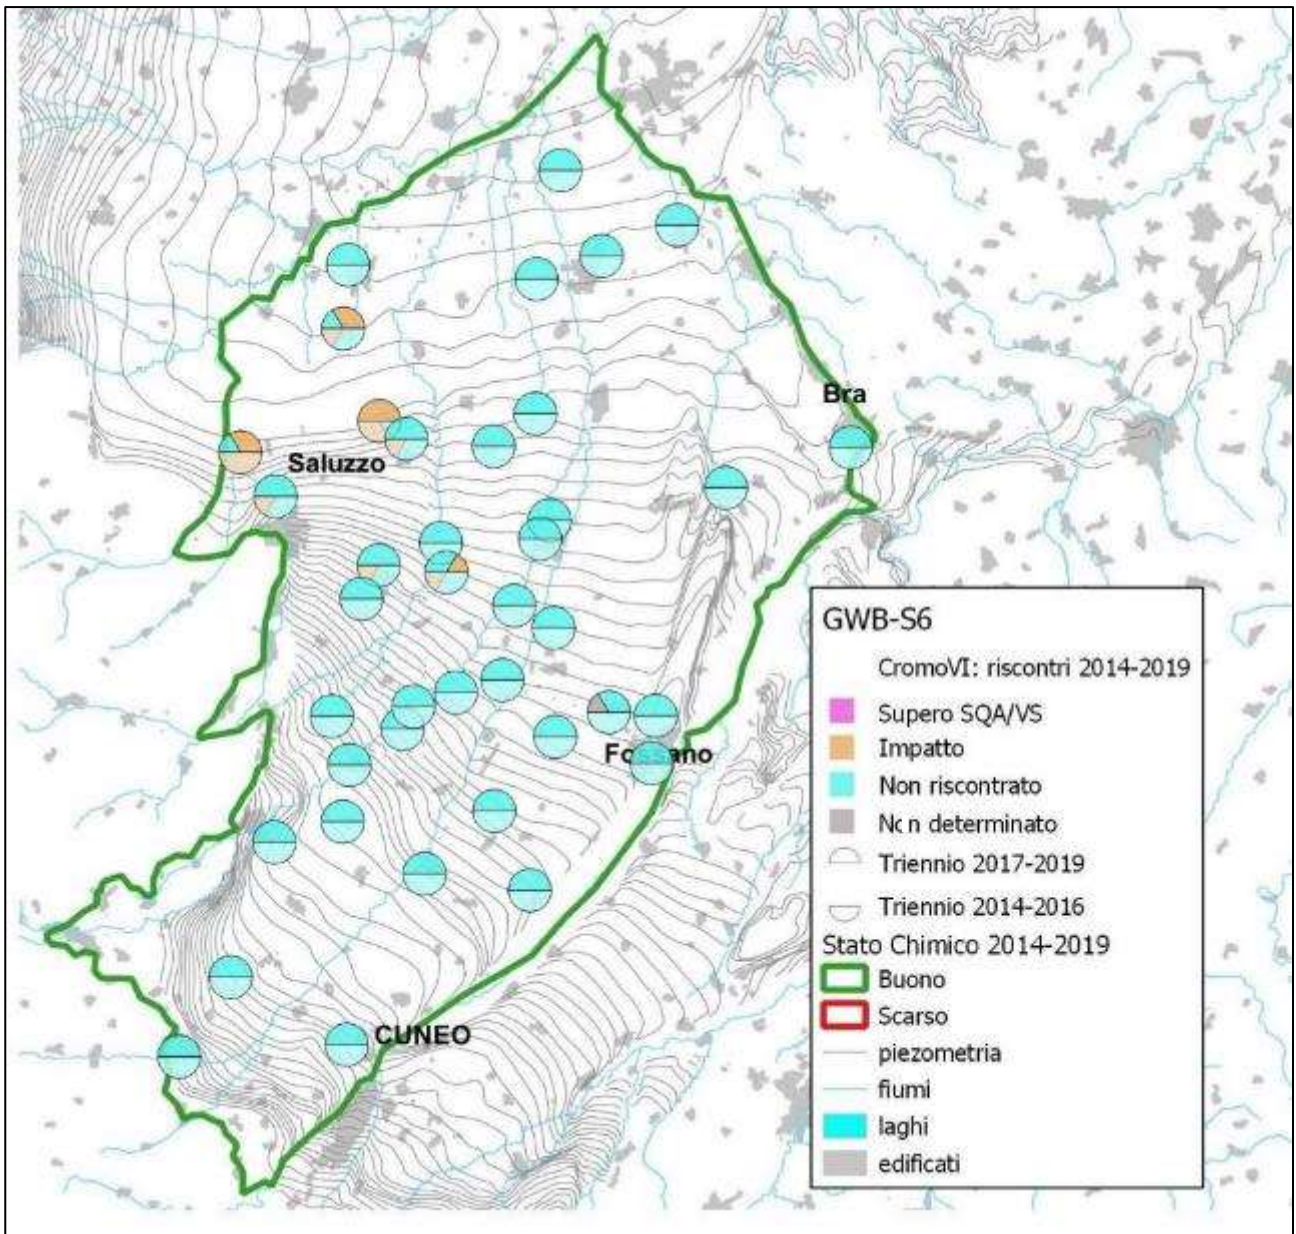 Bra
Saluzzo
Fossano
CUNEO
GWB-S6
CromoVI: riscontri 2014-2019
Supero SQA/VS
Impatto
Non riscontrato
Non determinato
Triennio 2017-2019
Triennio 2014-2016
Stato Chimico 2014-2019
Buono
Scarso
piezometria
fiumi
laghi
edificati